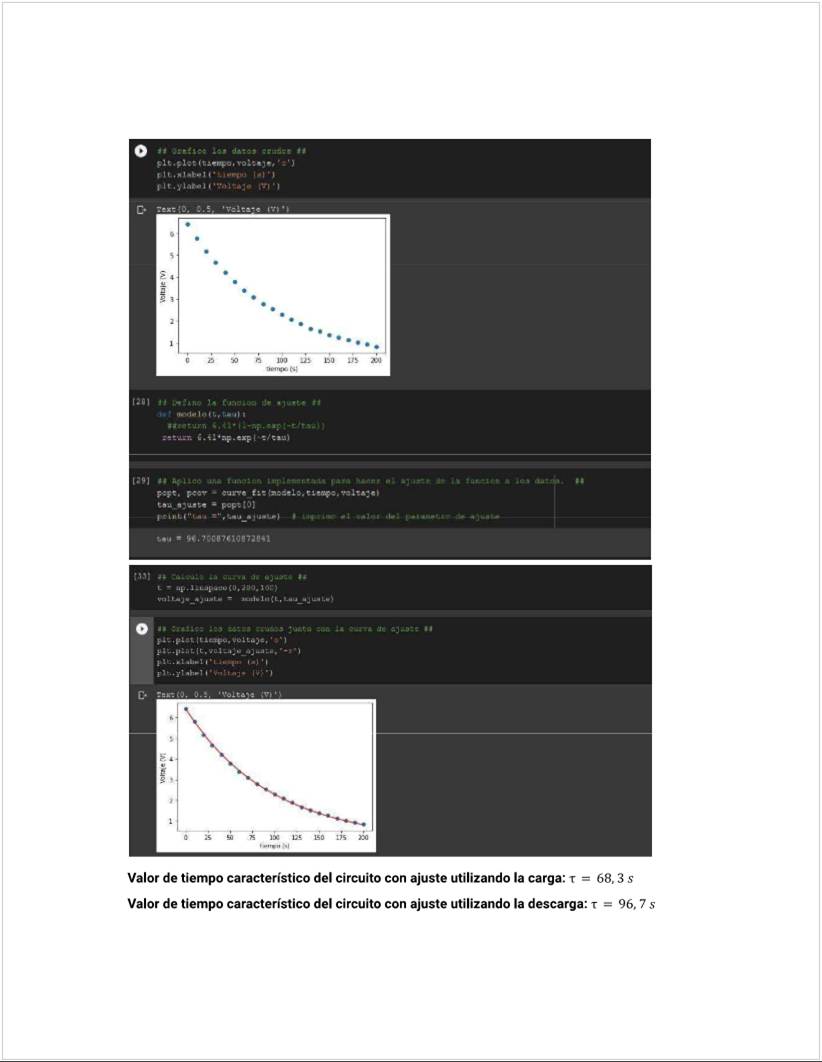 ## Grafico los datos crudos ##
plt.plot(tiempo,voltaje,'o')
plt.xlabel('tiempo (s)')
plt.ylabel('Voltaje (V)')
Text(0, 0.5, 'Voltaje (V)')
6
5
4
3
2
1
Voltaje (V)
0 25 50 75 100 125 150 175 200
tiempo (s)
[28] ## Defino la funcion de ajuste ##
def modelo(t,tau):
##return 6.41*(1-np.exp(-t/tau))
return 6.41*np.exp(-t/tau)
[29] ## Aplico una funcion implementada para hacer el ajuste de la funcion a los datos. ##
popt, pcov = curve_fit(modelo,tiempo,voltaje)
tau_ajuste = popt[0]
print("tau =",tau_ajuste) # imprimo el valor del parametro de ajuste
tau = 96.70087610872841
[33] ## Calculo la curva de ajuste ##
t = np.linspace(0,200,100)
voltaje_ajuste = modelo(t,tau_ajuste)
## Grafico los datos crudos junto con la curva de ajuste ##
plt.plot(tiempo,voltaje,'o')
plt.plot(t,voltaje_ajuste,'-r')
plt.xlabel('tiempo (s)')
plt.ylabel('Voltaje (V)')
Text(0, 0.5, 'Voltaje (V)')
6
5
4
3
2
1
Voltaje (V)
0 25 50 75 100 125 150 175 200
tiempo (s)
Valor de tiempo característico del circuito con ajuste utilizando la carga: τ = 68, 3 s
Valor de tiempo característico del circuito con ajuste utilizando la descarga: τ = 96, 7 s